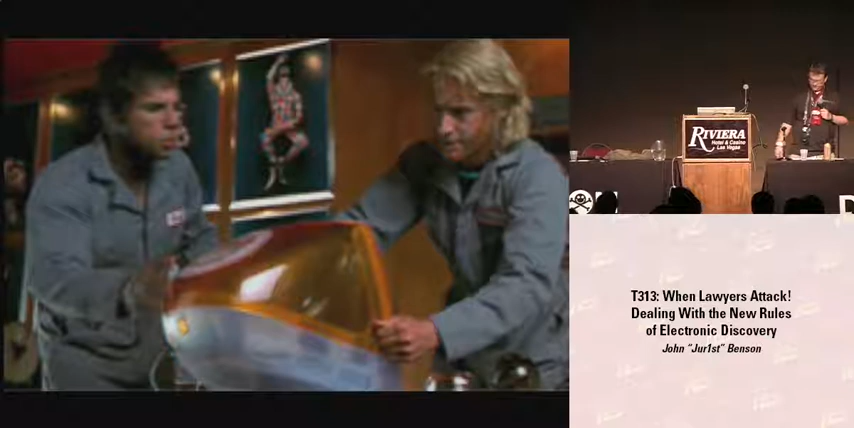 RIVIERA
Hotel & Casino
Las Vegas
T313: When Lawyers Attack!
Dealing With the New Rules
of Electronic Discovery
John "Jur1st" Benson